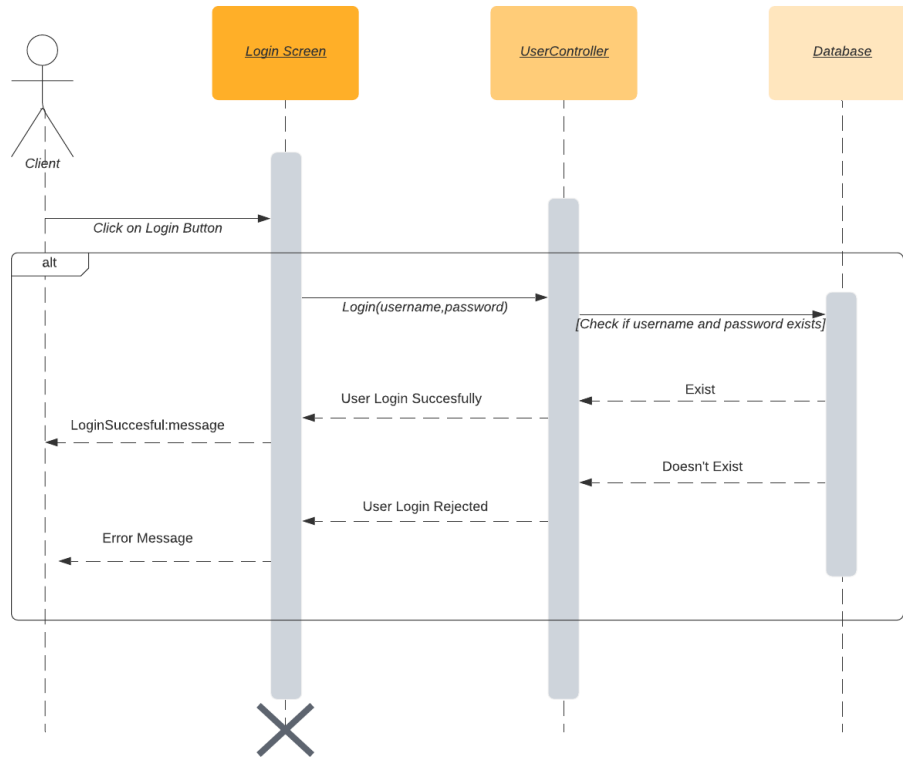 Login Screen
UserController
Database
Client
Click on Login Button
alt
Login(username,password)
[Check if username and password exists]
Exist
User Login Succesfully
LoginSuccesful:message
Doesn't Exist
User Login Rejected
Error Message